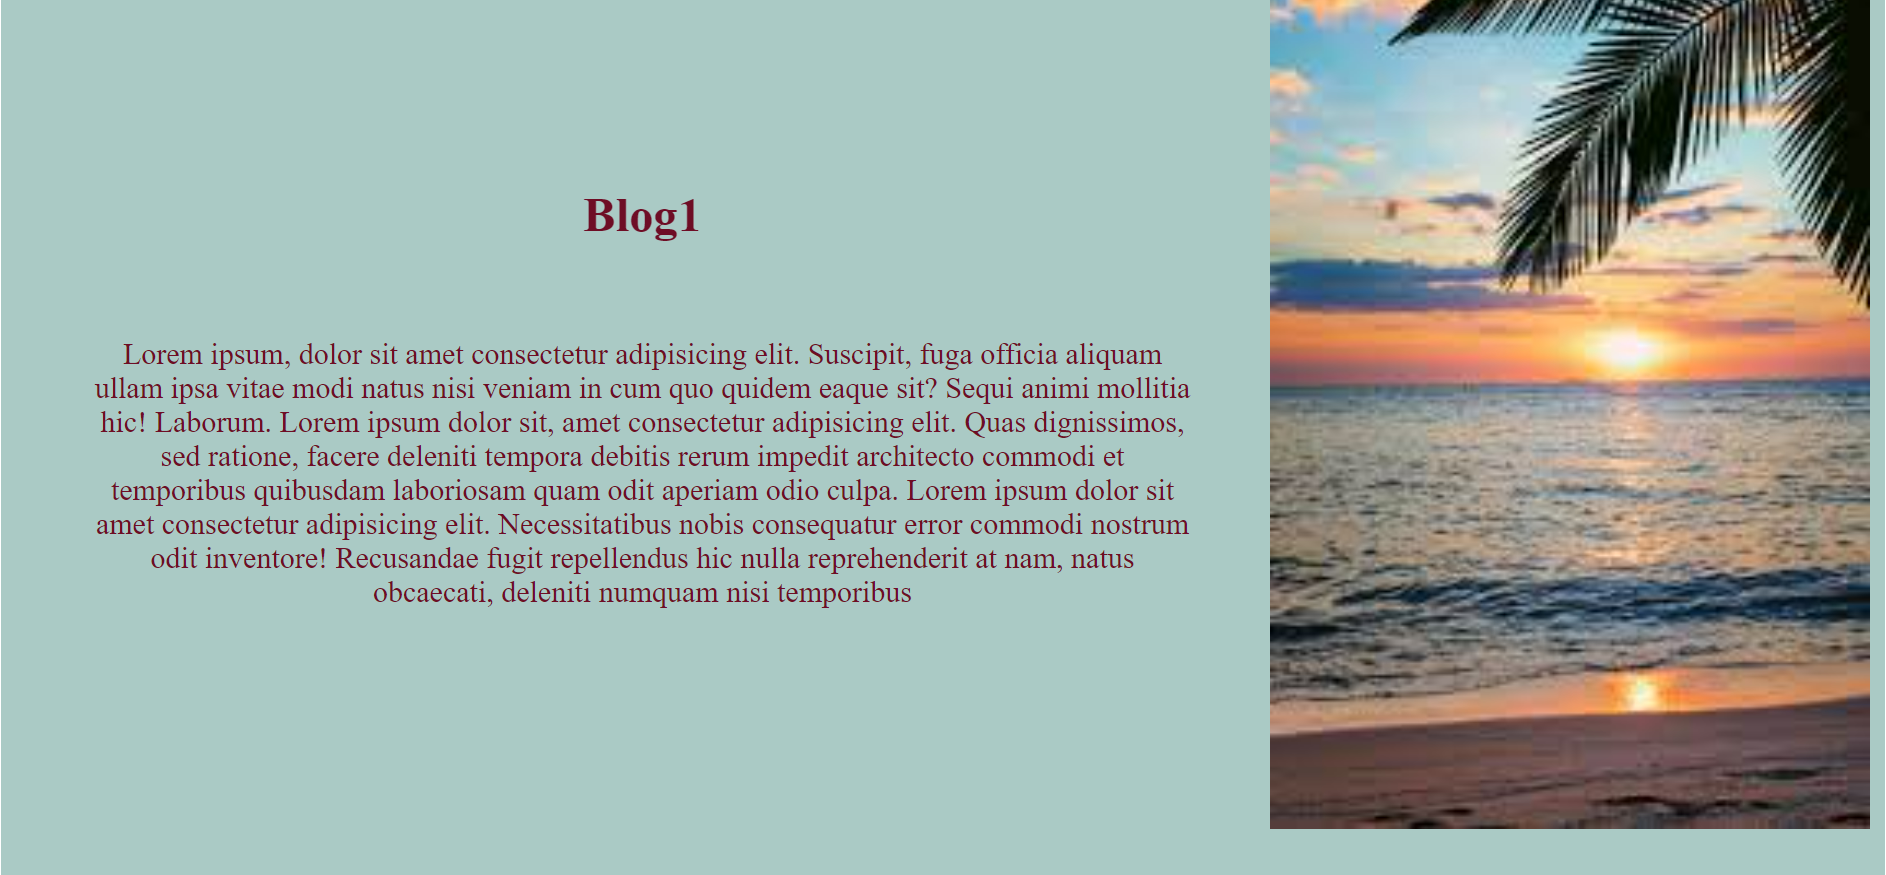 Blog1
Lorem ipsum, dolor sit amet consectetur adipisicing elit. Suscipit, fuga officia aliquam
ullam ipsa vitae modi natus nisi veniam in cum quo quidem eaque sit? Sequi animi mollitia
hic! Laborum. Lorem ipsum dolor sit, amet consectetur adipisicing elit. Quas dignissimos,
sed ratione, facere deleniti tempora debitis rerum impedit architecto commodi et
temporibus quibusdam laboriosam quam odit aperiam odio culpa. Lorem ipsum dolor sit
amet consectetur adipisicing elit. Necessitatibus nobis consequatur error commodi nostrum
odit inventore! Recusandae fugit repellendus hic nulla reprehenderit at nam, natus
obcaecati, deleniti numquam nisi temporibus